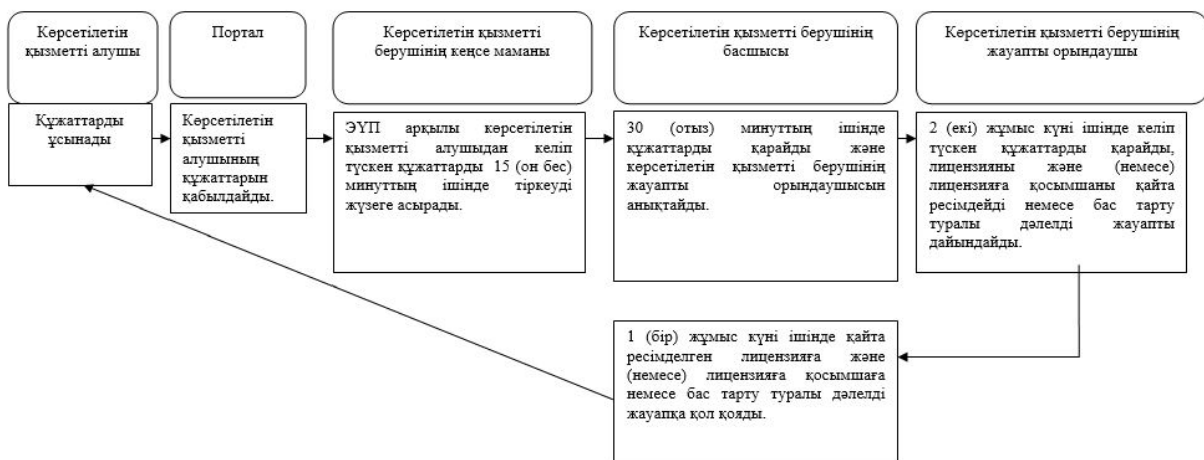 Көрсетілетін
қызметті алушы
Портал
Көрсетілетін қызметті
берушінің кеңсе маманы
Көрсетілетін қызметті берушінің
басшысы
Көрсетілетін қызметті берушінің
жауапты орындаушы
Құжаттарды
ұсынады
Көрсетілетін
қызметті
алушының
құжаттарын
қабылдайды.
ЭҮП арқылы көрсетілетін
қызметті алушыдан келіп
түскен құжаттарды 15 (он бес)
минуттың ішінде тіркеуді
жүзеге асырады.
30 (отыз) минуттың ішінде
құжаттарды қарайды және
көрсетілетін қызметті берушінің
жауапты орындаушысын
анықтайды.
2 (екі) жұмыс күні ішінде келіп
түскен құжаттарды қарайды,
лицензияны және (немесе)
лицензияға қосымшаны қайта
ресімдейді немесе бас тарту
туралы дәлелді жауапты
дайындайды.
1 (бір) жұмыс күні ішінде қайта
ресімделген лицензияға және
(немесе) лицензияға қосымшаға
немесе бас тарту туралы дәлелді
жауапқа қол қояды.